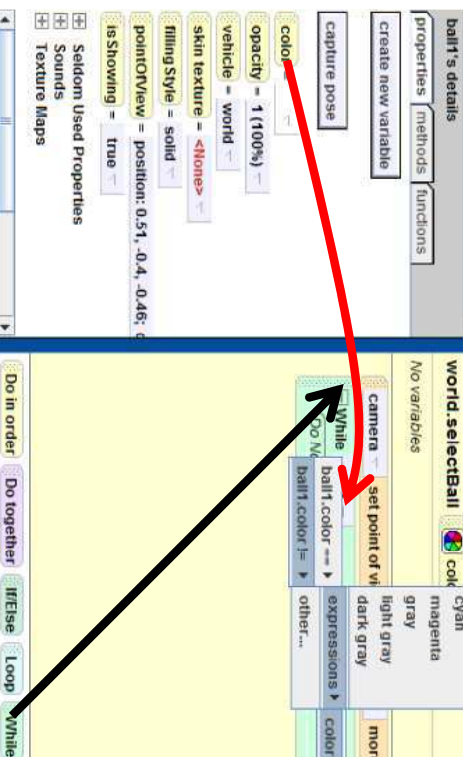 ball1's details
properties
methods
functions
create new variable
capture pose
color =
opacity = 1 (100%)
vehicle = world
skin texture = <None>
fillingStyle = solid
pointOfView = position: 0.51, -0.4, -0.46;
isShowing = true
Seldom Used Properties
Sounds
Texture Maps
world.selectBall
No variables
camera
set point of
While
Do
ball1.color ==
ball1.color !=
cyan
magenta
gray
light gray
dark gray
expressions
color
other...
Do in order
Do together
If/Else
Loop
While